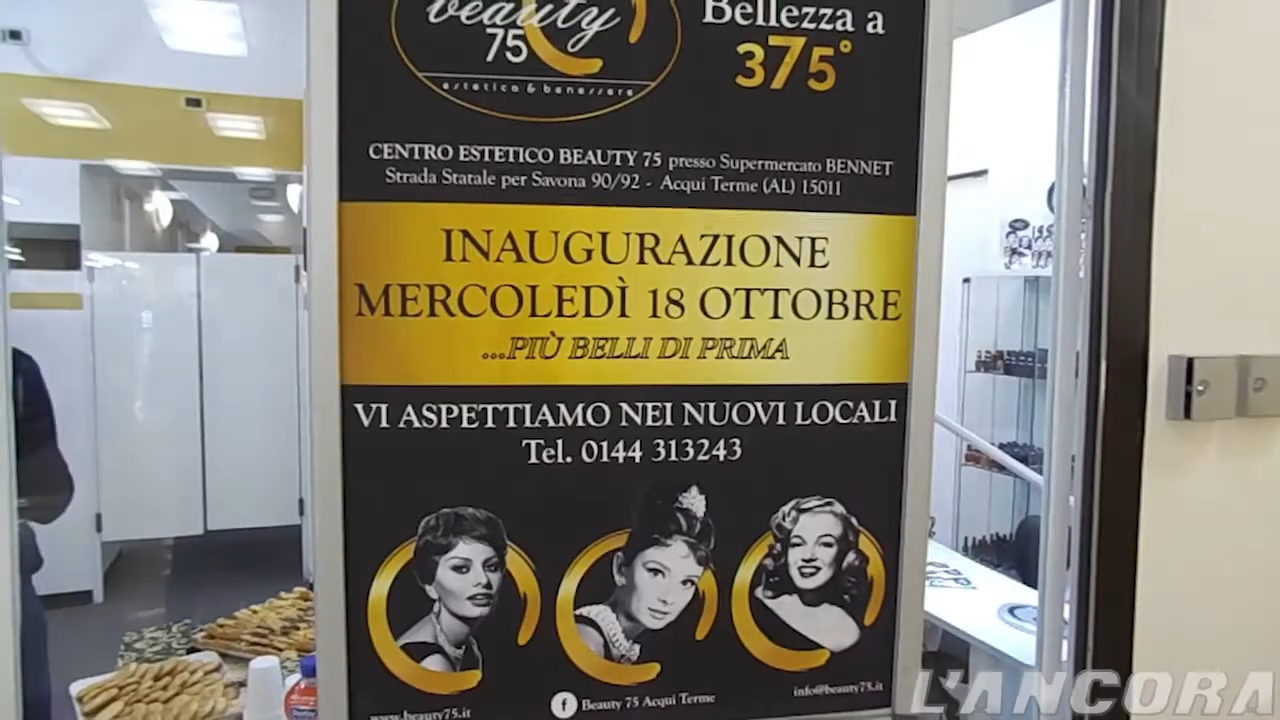 beauty
75
estetica & benessere
Bellezza a
375°
CENTRO ESTETICO BEAUTY 75 presso Supermercato BENNET
Strada Statale per Savona 90/92 - Acqui Terme (AL) 15011
INAUGURAZIONE
MERCOLEDÌ 18 OTTOBRE
...PIÙ BELLI DI PRIMA
VI ASPETTIAMO NEI NUOVI LOCALI
Tel. 0144 313243
www.beauty75.it
f Beauty 75 Acqui Terme
info@beauty75.it
L'ANCORA